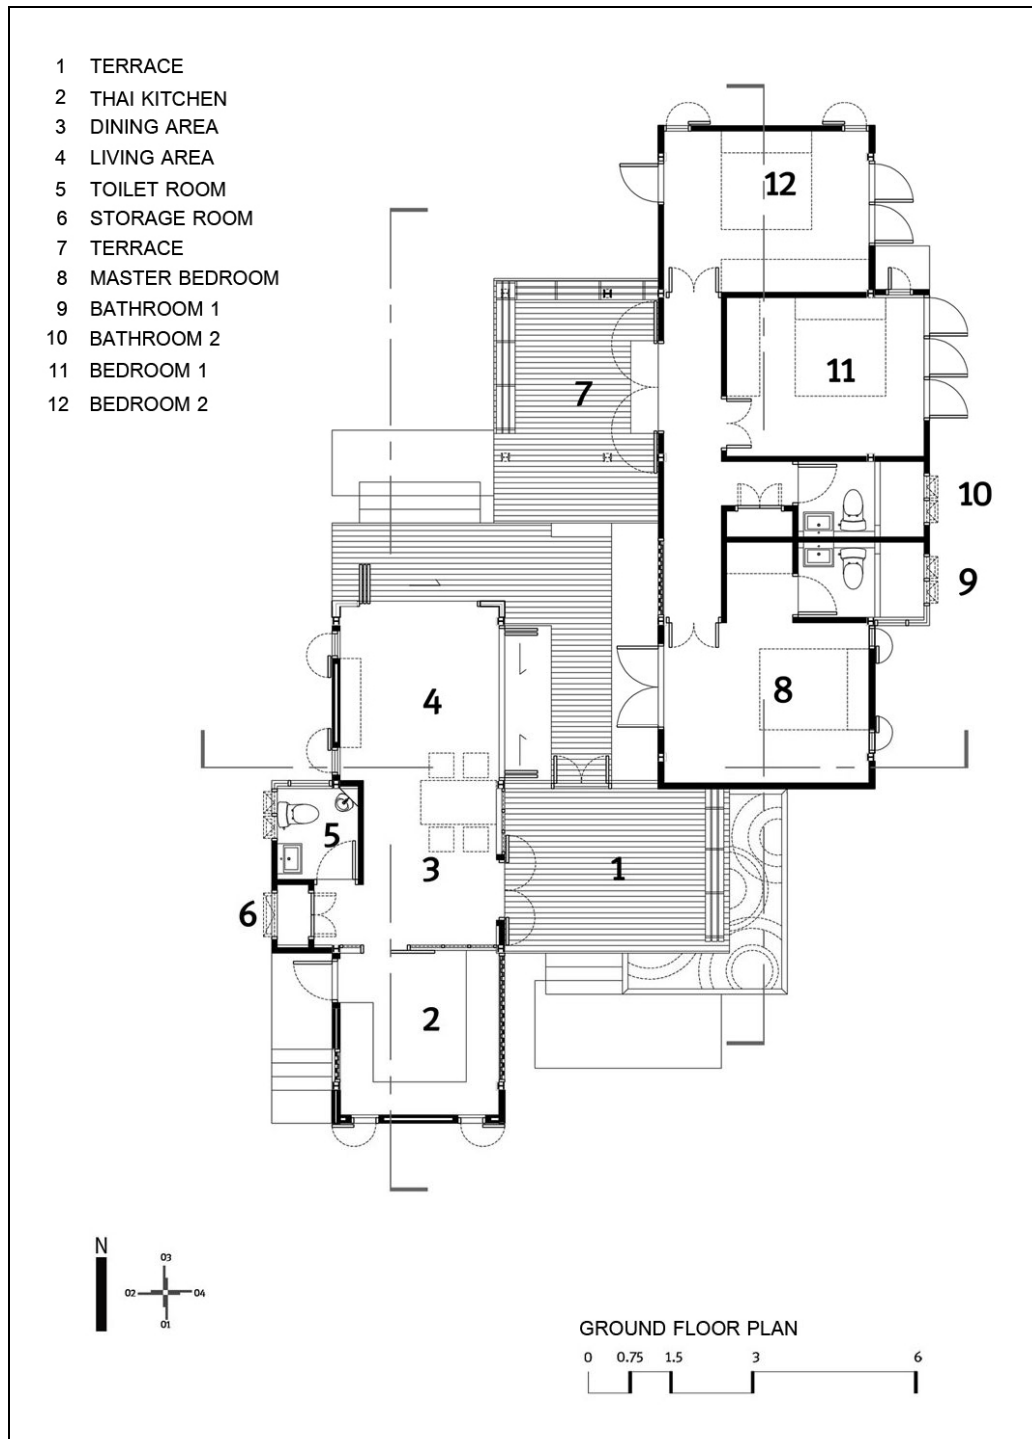 1 TERRACE
2 THAI KITCHEN
3 DINING AREA
4 LIVING AREA
5 TOILET ROOM
6 STORAGE ROOM
7 TERRACE
8 MASTER BEDROOM
9 BATHROOM 1
10 BATHROOM 2
11 BEDROOM 1
12 BEDROOM 2
12
11
7
10
9
8
4
5
3
1
6
2
N
03
02
04
01
GROUND FLOOR PLAN
0 0.75 1.5 3 6